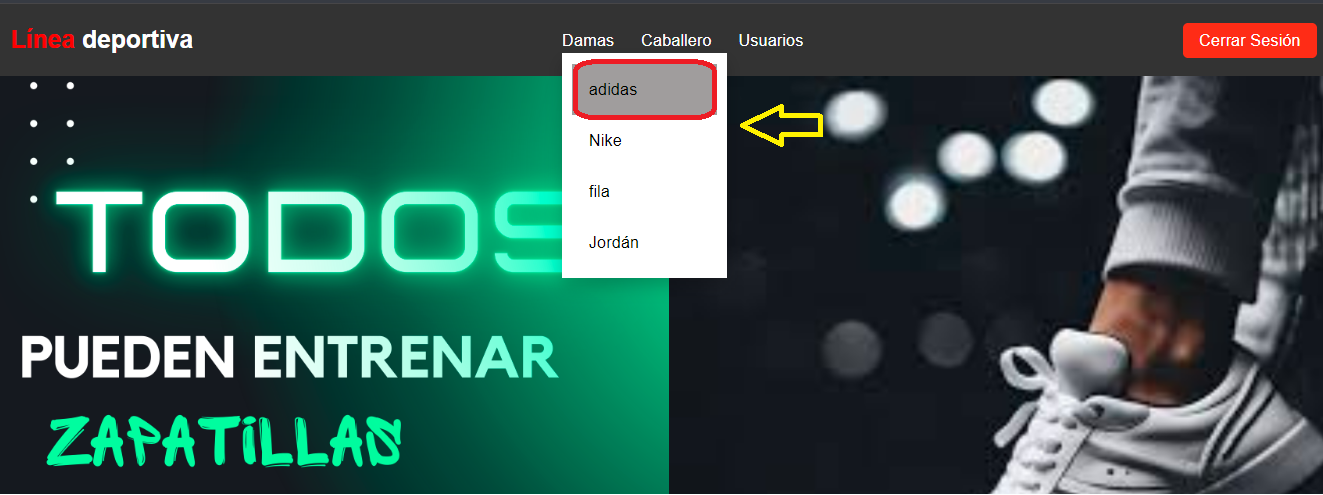 Línea deportiva
Damas Caballero Usuarios
Cerrar Sesión
adidas
Nike
fila
Jordán
TODOS
PUEDEN ENTRENAR
ZAPATiLLAS